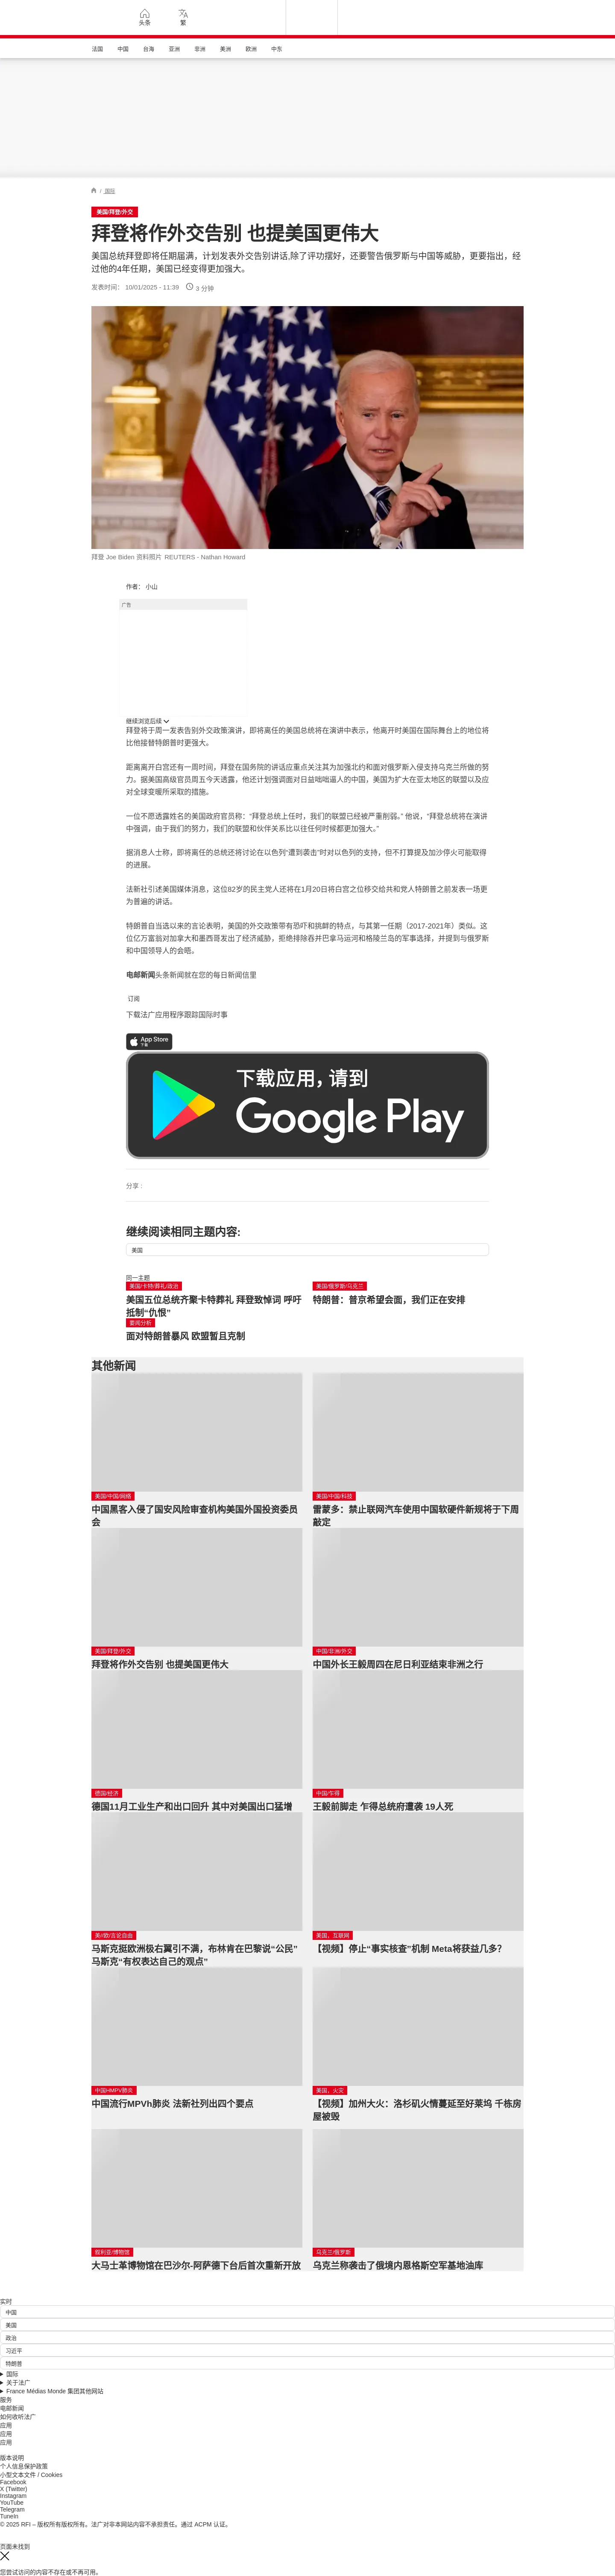 头条
繁
法国
中国
台海
亚洲
非洲
美洲
欧洲
中东
/ 国际
美国/拜登/外交
拜登将作外交告别 也提美国更伟大
美国总统拜登即将任期届满，计划发表外交告别讲话,除了评功摆好，还要警告俄罗斯与中国等威胁，更要指出，经
过他的4年任期，美国已经变得更加强大。
发表时间： 10/01/2025 - 11:39
3 分钟
拜登 Joe Biden 资料照片 REUTERS - Nathan Howard
作者： 小山
广告
继续浏览后续
拜登将于周一发表告别外交政策演讲，即将离任的美国总统将在演讲中表示，他离开时美国在国际舞台上的地位将
比他接替特朗普时更强大。
距离离开白宫还有一周时间，拜登在国务院的讲话应重点关注其为加强北约和面对俄罗斯入侵支持乌克兰所做的努
力。据美国高级官员周五今天透露，他还计划强调面对日益咄咄逼人的中国，美国为扩大在亚太地区的联盟以及应
对全球变暖所采取的措施。
一位不愿透露姓名的美国政府官员称：“拜登总统上任时，我们的联盟已经被严重削弱。” 他说，“拜登总统将在演讲
中强调，由于我们的努力，我们的联盟和伙伴关系比以往任何时候都更加强大。”
据消息人士称，即将离任的总统还将讨论在以色列“遭到袭击”时对以色列的支持，但不打算提及加沙停火可能取得
的进展。
法新社引述美国媒体消息，这位82岁的民主党人还将在1月20日将白宫之位移交给共和党人特朗普之前发表一场更
为普遍的讲话。
特朗普自当选以来的言论表明，美国的外交政策带有恐吓和挑衅的特点，与其第一任期（2017-2021年）类似。这
位亿万富翁对加拿大和墨西哥发出了经济威胁，拒绝排除吞并巴拿马运河和格陵兰岛的军事选择，并提到与俄罗斯
和中国领导人的会晤。
电邮新闻头条新闻就在您的每日新闻信里
订阅
下载法广应用程序跟踪国际时事
App Store
下载
下载应用，请到
Google Play
分享 :
继续阅读相同主题内容:
美国
同一主题
美国/卡特/葬礼/政治
美国五位总统齐聚卡特葬礼 拜登致悼词 呼吁
抵制“仇恨”
美国/俄罗斯/乌克兰
特朗普：普京希望会面，我们正在安排
要闻分析
面对特朗普暴风 欧盟暂且克制
其他新闻
美国/中国/网络
中国黑客入侵了国安风险审查机构美国外国投资委员
会
美国/中国/科技
雷蒙多：禁止联网汽车使用中国软硬件新规将于下周
敲定
美国/拜登/外交
拜登将作外交告别 也提美国更伟大
中国/非洲/外交
中国外长王毅周四在尼日利亚结束非洲之行
德国/经济
德国11月工业生产和出口回升 其中对美国出口猛增
中国/乍得
王毅前脚走 乍得总统府遭袭 19人死
美//欧/言论自由
马斯克挺欧洲极右翼引不满，布林肯在巴黎说“公民”
马斯克“有权表达自己的观点”
美国，互联网
【视频】停止“事实核查”机制 Meta将获益几多?
中国HMPV肺炎
中国流行MPVh肺炎 法新社列出四个要点
美国，火灾
【视频】加州大火：洛杉矶火情蔓延至好莱坞 千栋房
屋被毁
叙利亚/博物馆
大马士革博物馆在巴沙尔-阿萨德下台后首次重新开放
乌克兰/俄罗斯
乌克兰称袭击了俄境内恩格斯空军基地油库
实时
中国
美国
政治
习近平
特朗普
国际
关于法广
France Médias Monde 集团其他网站
服务
电邮新闻
如何收听法广
应用
应用
应用
版本说明
个人信息保护政策
小型文本文件 / Cookies
Facebook
X (Twitter)
Instagram
YouTube
Telegram
TuneIn
© 2025 RFI – 版权所有版权所有。法广对非本网站内容不承担责任。通过 ACPM 认证。
页面未找到
您尝试访问的内容不存在或不再可用。